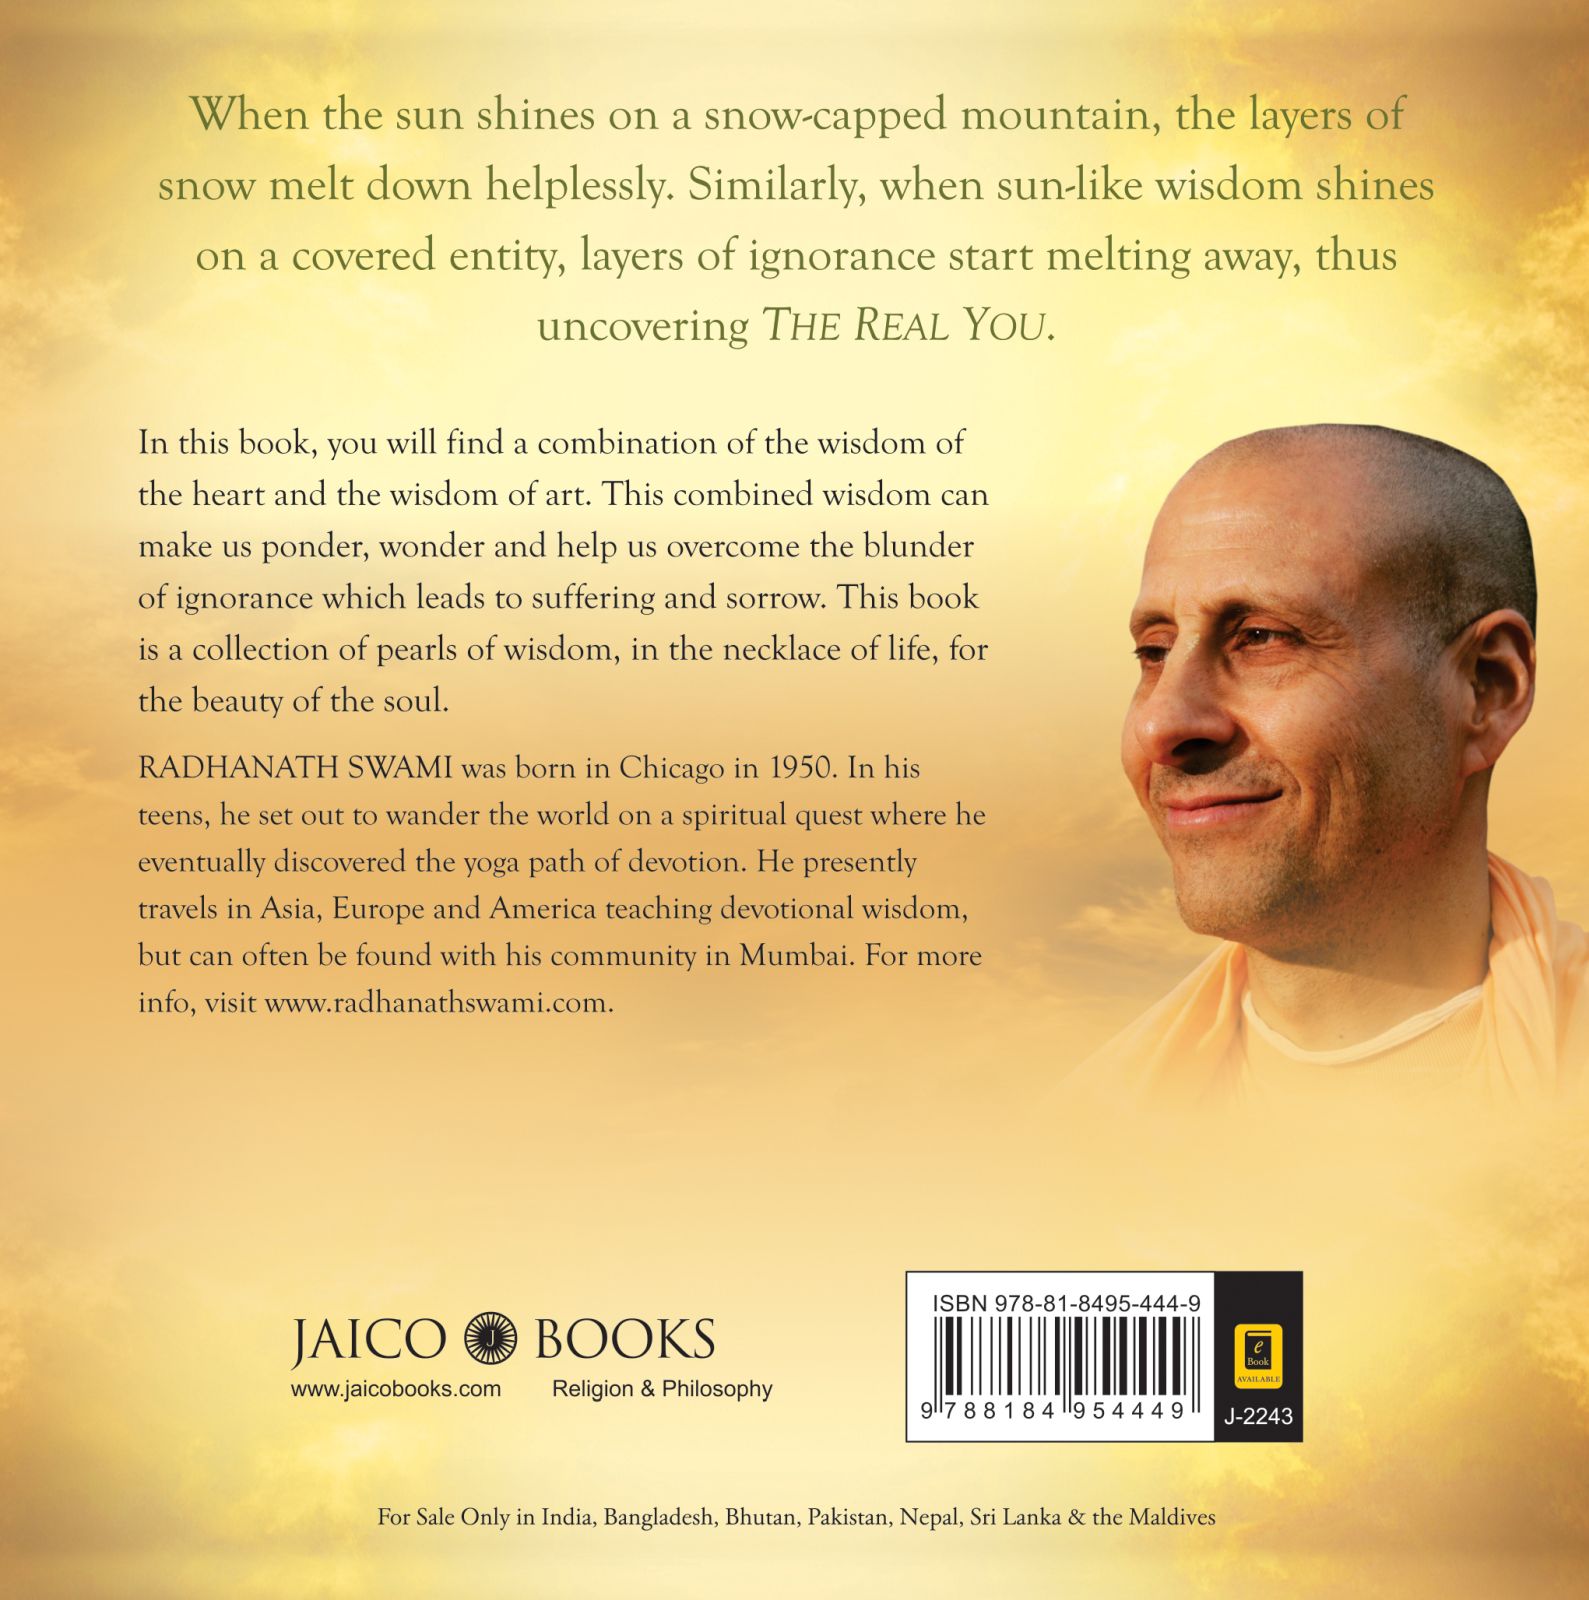 When the sun shines on a snow-capped mountain, the layers of
snow melt down helplessly. Similarly, when sun-like wisdom shines
on a covered entity, layers of ignorance start melting away, thus
uncovering THE REAL YOU.
In this book, you will find a combination of the wisdom of
the heart and the wisdom of art. This combined wisdom can
make us ponder, wonder and help us overcome the blunder
of ignorance which leads to suffering and sorrow. This book
is a collection of pearls of wisdom, in the necklace of life, for
the beauty of the soul.
RADHANATH SWAMI was born in Chicago in 1950. In his
teens, he set out to wander the world on a spiritual quest where he
eventually discovered the yoga path of devotion. He presently
travels in Asia, Europe and America teaching devotional wisdom,
but can often be found with his community in Mumbai. For more
info, visit www.radhanathswami.com.
JAICO J BOOKS
www.jaicobooks.com Religion & Philosophy
ISBN 978-81-8495-444-9
9 788184 954449
e
Book
AVAILABLE
J-2243
For Sale Only in India, Bangladesh, Bhutan, Pakistan, Nepal, Sri Lanka & the Maldives